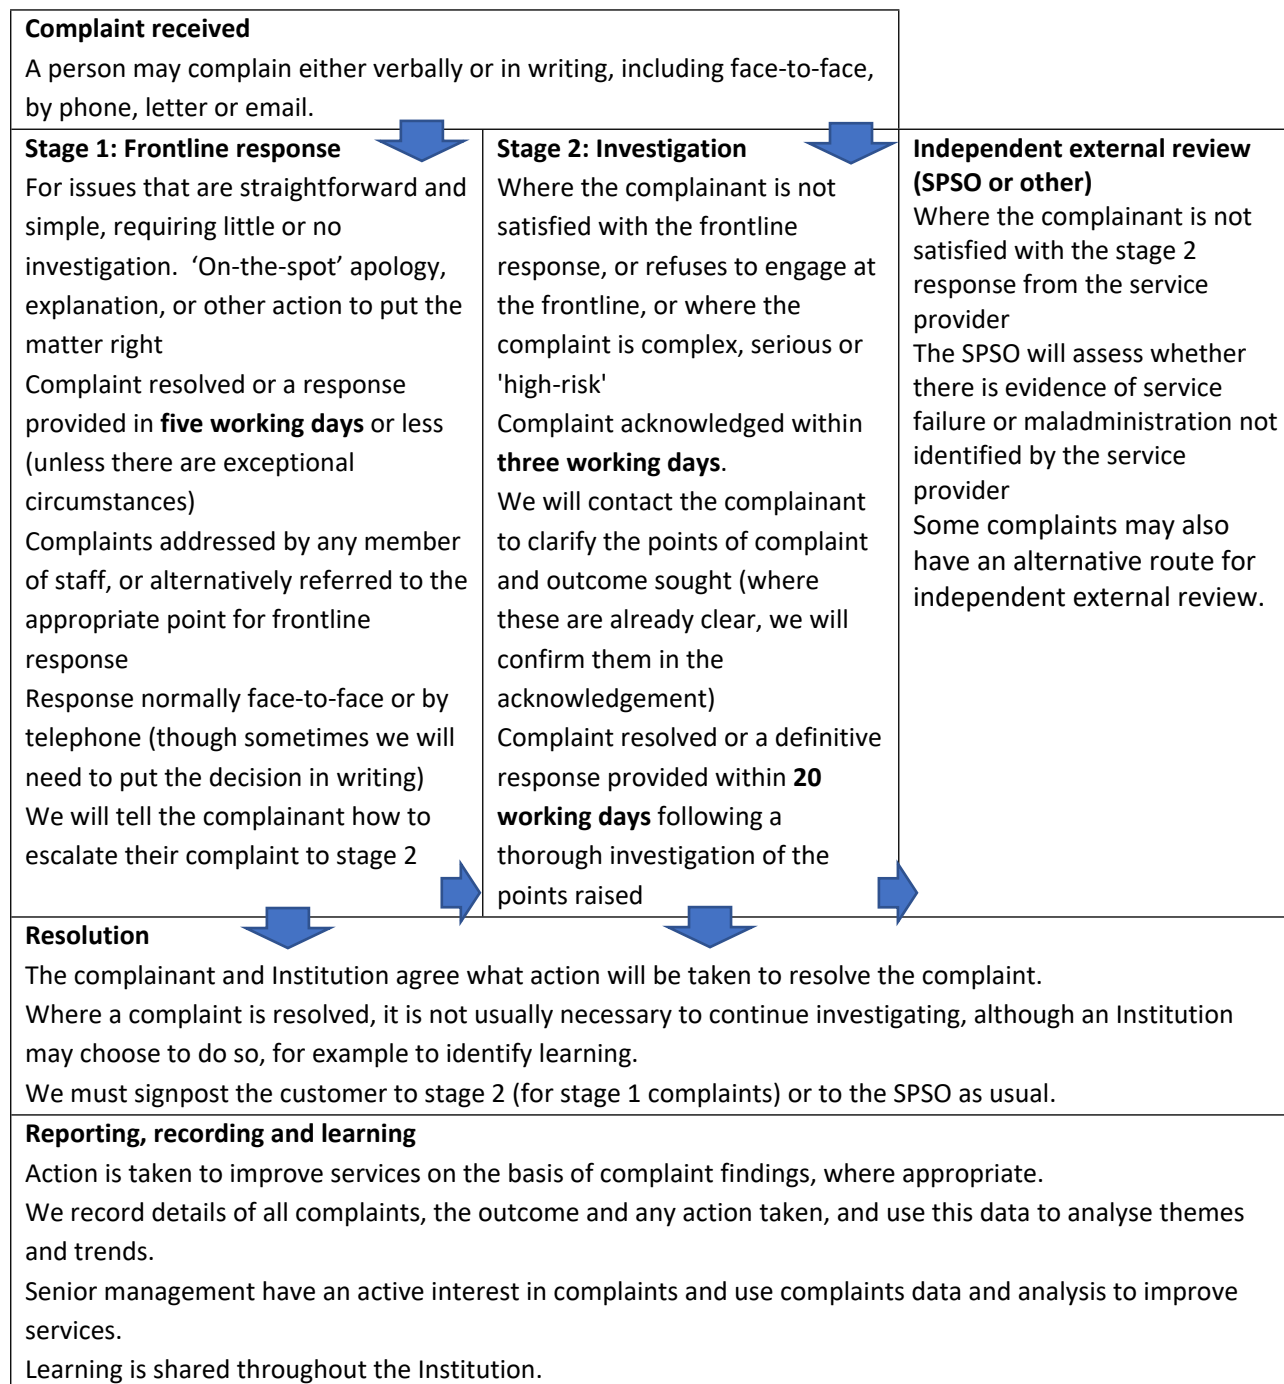 Complaint received
A person may complain either verbally or in writing, including face-to-face,
by phone, letter or email.
Stage 1: Frontline response
For issues that are straightforward and
simple, requiring little or no
investigation.  ‘On-the-spot’ apology,
explanation, or other action to put the
matter right
Complaint resolved or a response
provided in five working days or less
(unless there are exceptional
circumstances)
Complaints addressed by any member
of staff, or alternatively referred to the
appropriate point for frontline
response
Response normally face-to-face or by
telephone (though sometimes we will
need to put the decision in writing)
We will tell the complainant how to
escalate their complaint to stage 2
Stage 2: Investigation
Where the complainant is not
satisfied with the frontline
response, or refuses to engage at
the frontline, or where the
complaint is complex, serious or
'high-risk'
Complaint acknowledged within
three working days.
We will contact the complainant
to clarify the points of complaint
and outcome sought (where
these are already clear, we will
confirm them in the
acknowledgement)
Complaint resolved or a definitive
response provided within 20
working days following a
thorough investigation of the
points raised
Independent external review
(SPSO or other)
Where the complainant is not
satisfied with the stage 2
response from the service
provider
The SPSO will assess whether
there is evidence of service
failure or maladministration not
identified by the service
provider
Some complaints may also
have an alternative route for
independent external review.
Resolution
The complainant and Institution agree what action will be taken to resolve the complaint.
Where a complaint is resolved, it is not usually necessary to continue investigating, although an Institution
may choose to do so, for example to identify learning.
We must signpost the customer to stage 2 (for stage 1 complaints) or to the SPSO as usual.
Reporting, recording and learning
Action is taken to improve services on the basis of complaint findings, where appropriate.
We record details of all complaints, the outcome and any action taken, and use this data to analyse themes
and trends.
Senior management have an active interest in complaints and use complaints data and analysis to improve
services.
Learning is shared throughout the Institution.